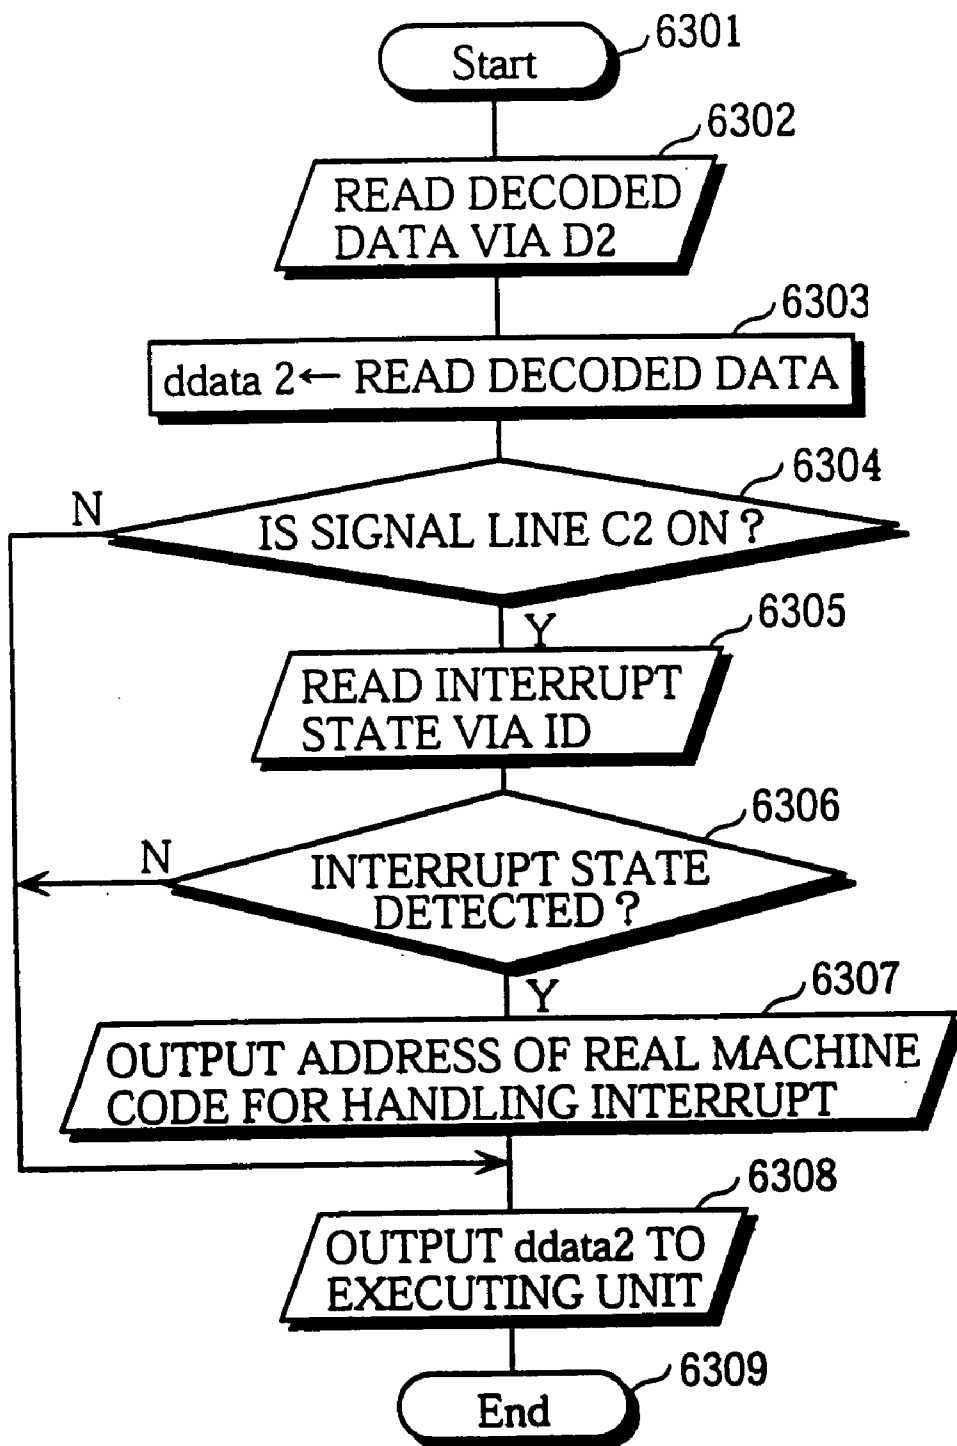 6301
Start
6302
READ DECODED
DATA VIA D2
6303
ddata 2← READ DECODED DATA
6304
N
IS SIGNAL LINE C2 ON ?
Y
6305
READ INTERRUPT
STATE VIA ID
6306
N
INTERRUPT STATE
DETECTED ?
Y
6307
OUTPUT ADDRESS OF REAL MACHINE
CODE FOR HANDLING INTERRUPT
6308
OUTPUT ddata2 TO
EXECUTING UNIT
6309
End